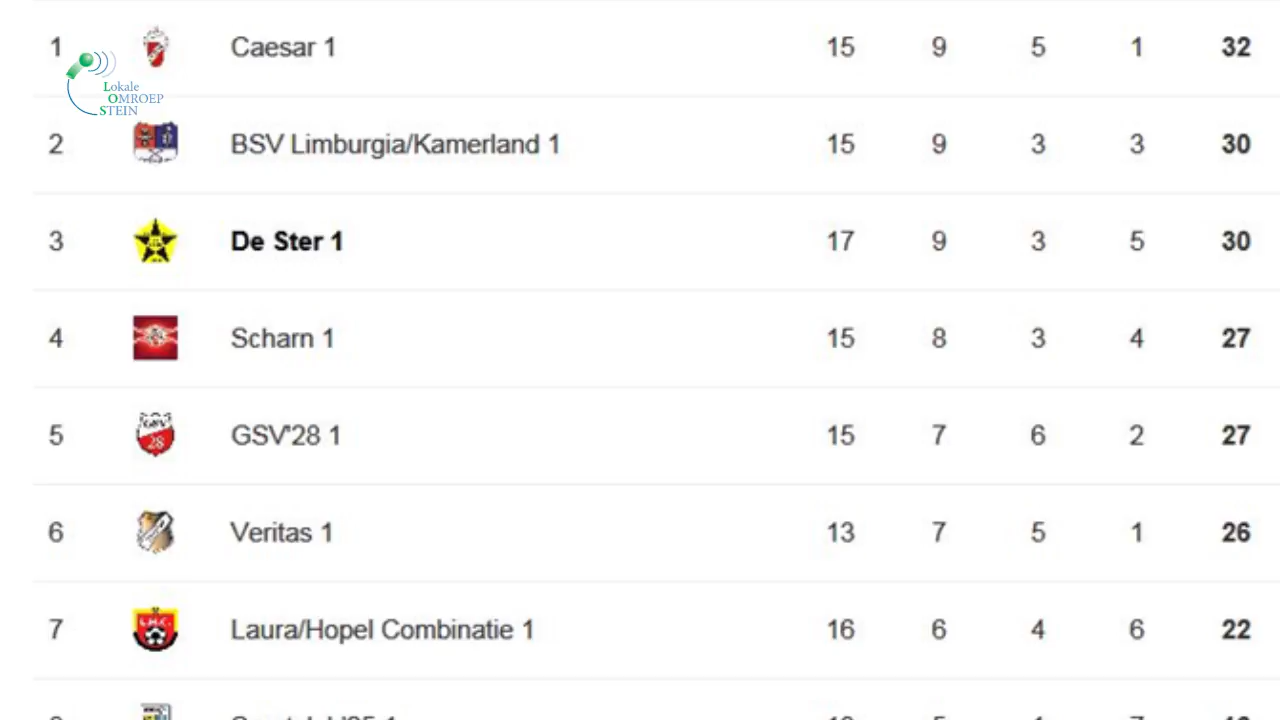 1 Caesar 1 15 9 5 1 32
Lokale
OMROEP
STEIN
2 BSV Limburgia/Kamerland 1 15 9 3 3 30
3 De Ster 1 17 9 3 5 30
4 Scharn 1 15 8 3 4 27
5 GSV'28 1 15 7 6 2 27
GSV
28
6 Veritas 1 13 7 5 1 26
7 Laura/Hopel Combinatie 1 16 6 4 6 22